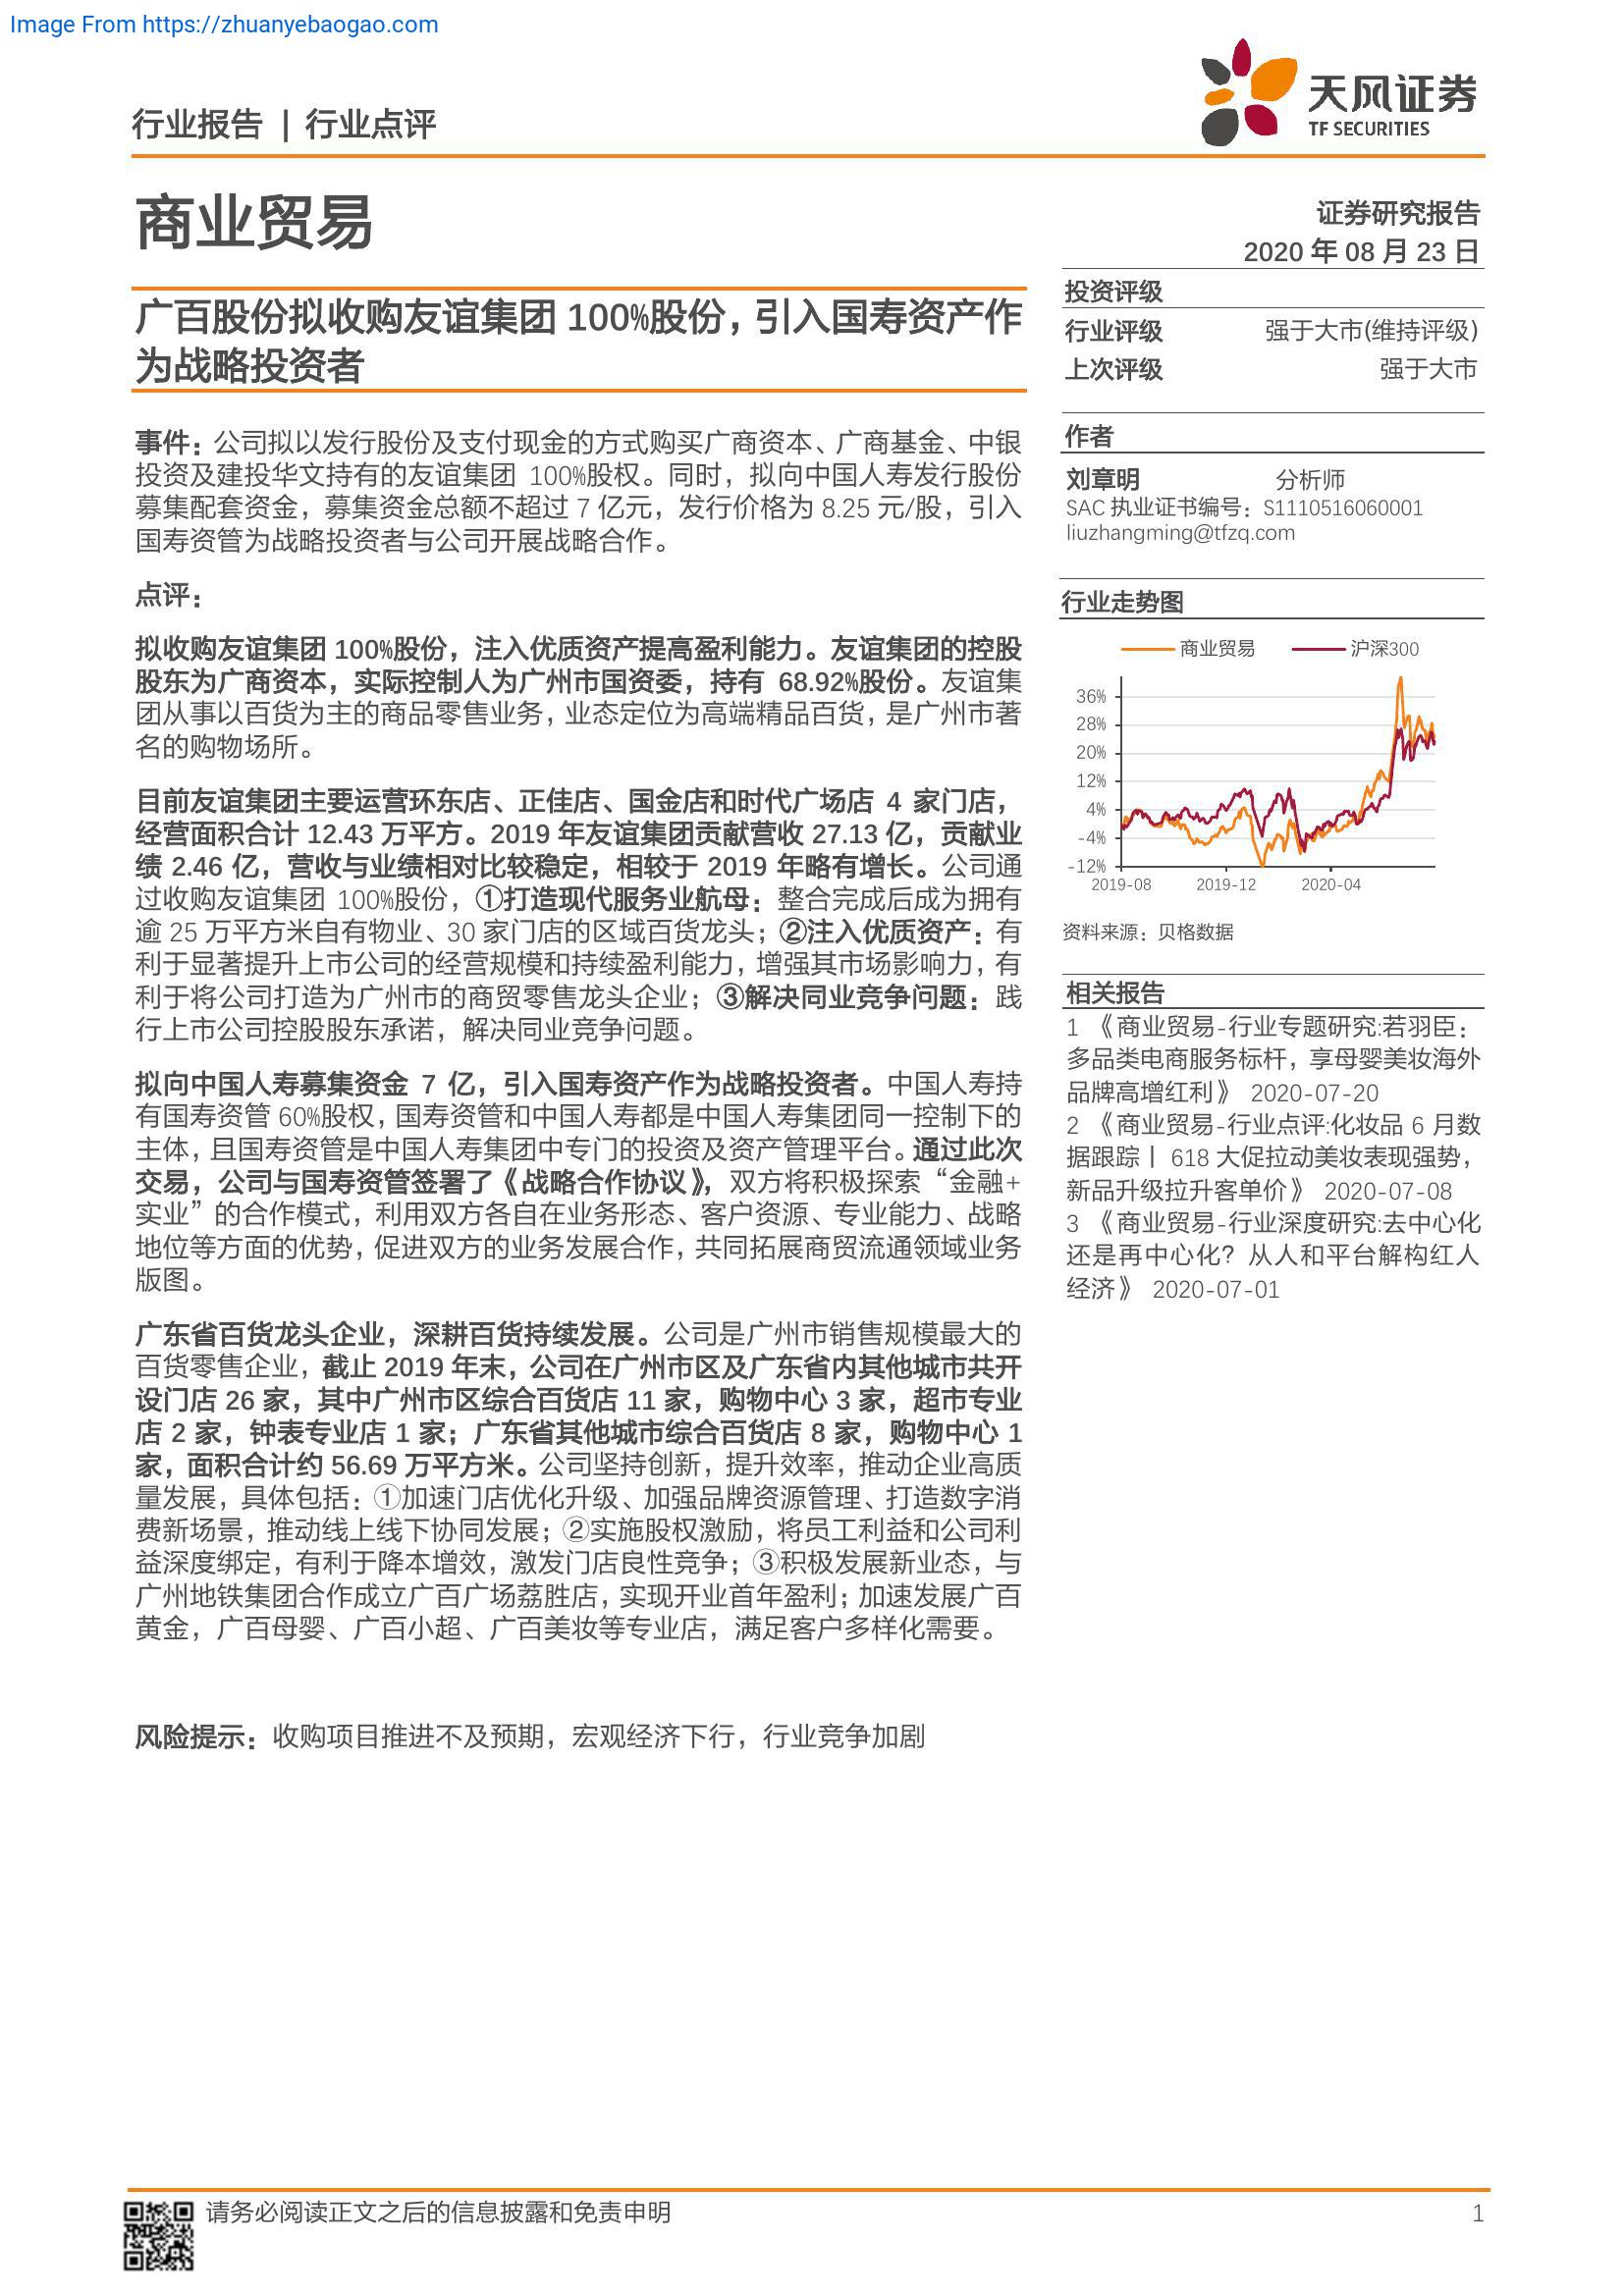 Image From https://zhuanyebaogao.com
行业报告 | 行业点评
天风证券
TF SECURITIES
商业贸易
证券研究报告
2020 年 08 月 23 日
广百股份拟收购友谊集团 100%股份，引入国寿资产作
为战略投资者
事件：公司拟以发行股份及支付现金的方式购买广商资本、广商基金、中银
投资及建投华文持有的友谊集团 100%股权。同时，拟向中国人寿发行股份
募集配套资金，募集资金总额不超过 7 亿元，发行价格为 8.25 元/股，引入
国寿资管为战略投资者与公司开展战略合作。
点评：
拟收购友谊集团 100%股份，注入优质资产提高盈利能力。友谊集团的控股
股东为广商资本，实际控制人为广州市国资委，持有 68.92%股份。友谊集
团从事以百货为主的商品零售业务，业态定位为高端精品百货，是广州市著
名的购物场所。
目前友谊集团主要运营环东店、正佳店、国金店和时代广场店 4 家门店，
经营面积合计 12.43 万平方。2019 年友谊集团贡献营收 27.13 亿，贡献业
绩 2.46 亿，营收与业绩相对比较稳定，相较于 2019 年略有增长。公司通
过收购友谊集团 100%股份，①打造现代服务业航母：整合完成后成为拥有
逾 25 万平方米自有物业、30 家门店的区域百货龙头；②注入优质资产：有
利于显著提升上市公司的经营规模和持续盈利能力，增强其市场影响力，有
利于将公司打造为广州市的商贸零售龙头企业；③解决同业竞争问题：践
行上市公司控股股东承诺，解决同业竞争问题。
拟向中国人寿募集资金 7 亿，引入国寿资产作为战略投资者。中国人寿持
有国寿资管 60%股权，国寿资管和中国人寿都是中国人寿集团同一控制下的
主体，且国寿资管是中国人寿集团中专门的投资及资产管理平台。通过此次
交易，公司与国寿资管签署了《战略合作协议》，双方将积极探索“金融+
实业”的合作模式，利用双方各自在业务形态、客户资源、专业能力、战略
地位等方面的优势，促进双方的业务发展合作，共同拓展商贸流通领域业务
版图。
广东省百货龙头企业，深耕百货持续发展。公司是广州市销售规模最大的
百货零售企业，截止 2019 年末，公司在广州市区及广东省内其他城市共开
设门店 26 家，其中广州市区综合百货店 11 家，购物中心 3 家，超市专业
店 2 家，钟表专业店 1 家；广东省其他城市综合百货店 8 家，购物中心 1
家，面积合计约 56.69 万平方米。公司坚持创新，提升效率，推动企业高质
量发展，具体包括：①加速门店优化升级、加强品牌资源管理、打造数字消
费新场景，推动线上线下协同发展；②实施股权激励，将员工利益和公司利
益深度绑定，有利于降本增效，激发门店良性竞争；③积极发展新业态，与
广州地铁集团合作成立广百广场荔胜店，实现开业首年盈利；加速发展广百
黄金，广百母婴、广百小超、广百美妆等专业店，满足客户多样化需要。
风险提示：收购项目推进不及预期，宏观经济下行，行业竞争加剧
投资评级
行业评级 强于大市(维持评级)
上次评级 强于大市
作者
刘章明 分析师
SAC 执业证书编号：S1110516060001
liuzhangming@tfzq.com
行业走势图
商业贸易 沪深300
36%
28%
20%
12%
4%
-4%
-12%
2019-08 2019-12 2020-04
资料来源：贝格数据
相关报告
1 《商业贸易-行业专题研究:若羽臣：
多品类电商服务标杆，享母婴美妆海外
品牌高增红利》 2020-07-20
2 《商业贸易-行业点评:化妆品 6 月数
据跟踪丨 618 大促拉动美妆表现强势，
新品升级拉升客单价》 2020-07-08
3 《商业贸易-行业深度研究:去中心化
还是再中心化？从人和平台解构红人
经济》 2020-07-01
请务必阅读正文之后的信息披露和免责申明
1